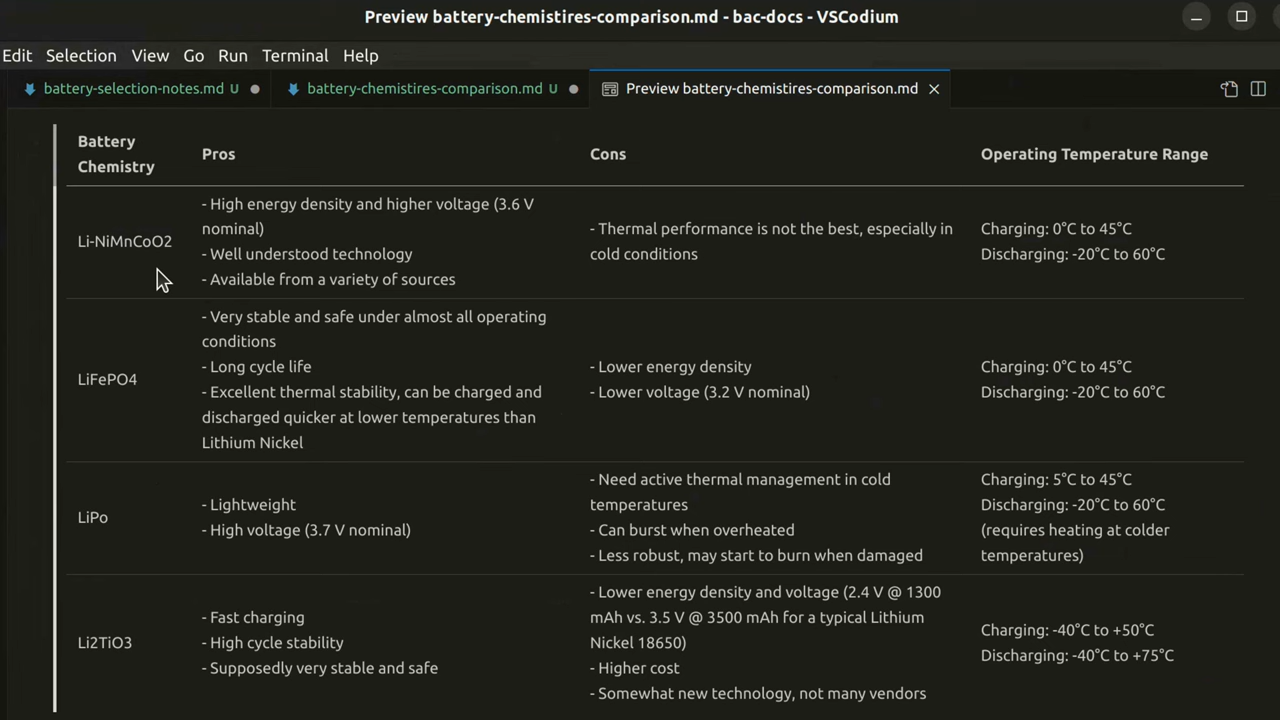 Preview battery-chemistires-comparison.md - bac-docs - VSCodium
Edit Selection View Go Run Terminal Help
battery-selection-notes.md U
battery-chemistires-comparison.md U
Preview battery-chemistires-comparison.md
Battery
Chemistry
Pros
Cons
Operating Temperature Range
Li-NiMnCoO2
- High energy density and higher voltage (3.6 V
nominal)
- Well understood technology
- Available from a variety of sources
- Thermal performance is not the best, especially in
cold conditions
Charging: 0°C to 45°C
Discharging: -20°C to 60°C
LiFePO4
- Very stable and safe under almost all operating
conditions
- Long cycle life
- Excellent thermal stability, can be charged and
discharged quicker at lower temperatures than
Lithium Nickel
- Lower energy density
- Lower voltage (3.2 V nominal)
Charging: 0°C to 45°C
Discharging: -20°C to 60°C
LiPo
- Lightweight
- High voltage (3.7 V nominal)
- Need active thermal management in cold
temperatures
- Can burst when overheated
- Less robust, may start to burn when damaged
Charging: 5°C to 45°C
Discharging: -20°C to 60°C
(requires heating at colder
temperatures)
Li2TiO3
- Fast charging
- High cycle stability
- Supposedly very stable and safe
- Lower energy density and voltage (2.4 V @ 1300
mAh vs. 3.5 V @ 3500 mAh for a typical Lithium
Nickel 18650)
- Higher cost
- Somewhat new technology, not many vendors
Charging: -40°C to +50°C
Discharging: -40°C to +75°C